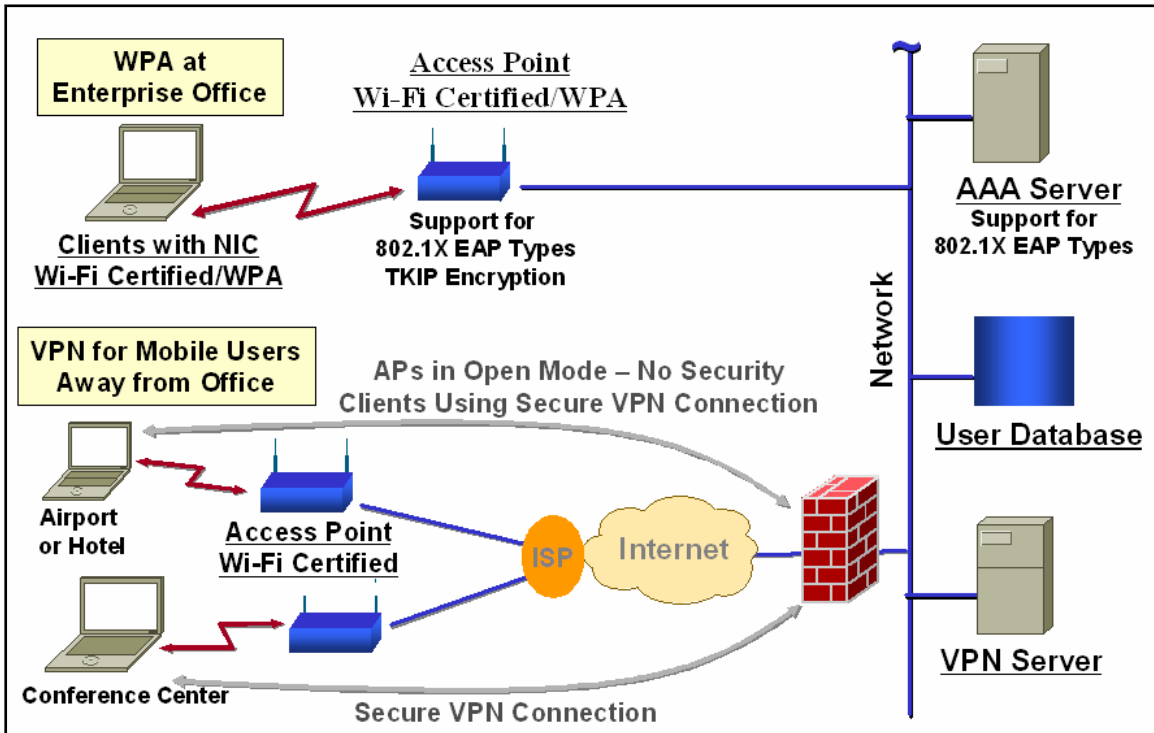 WPA at
Enterprise Office
Access Point
Wi-Fi Certified/WPA
Clients with NIC
Wi-Fi Certified/WPA
Support for
802.1X EAP Types
TKIP Encryption
AAA Server
Support for
802.1X EAP Types
Network
User Database
VPN Server
VPN for Mobile Users
Away from Office
APs in Open Mode – No Security
Clients Using Secure VPN Connection
Airport
or Hotel
Access Point
Wi-Fi Certified
ISP
Internet
Conference Center
Secure VPN Connection